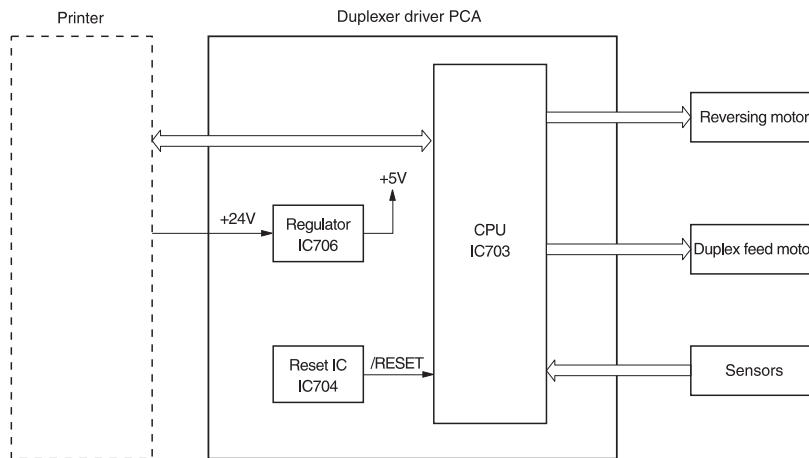 Printer
Duplexer driver PCA
Reversing motor
+5V
+24V
Regulator
IC706
CPU
IC703
Duplex feed moto
/RESET
Reset IC
IC704
Sensors